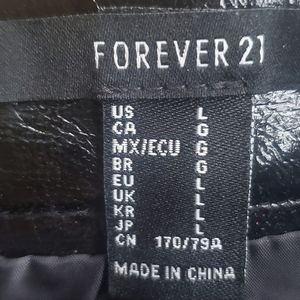 FOREVER 21
US L
CA G
MX/ECU G
BR G
EU L
UK L
KR L
JP L
CN 170/79A
MADE IN CHINA